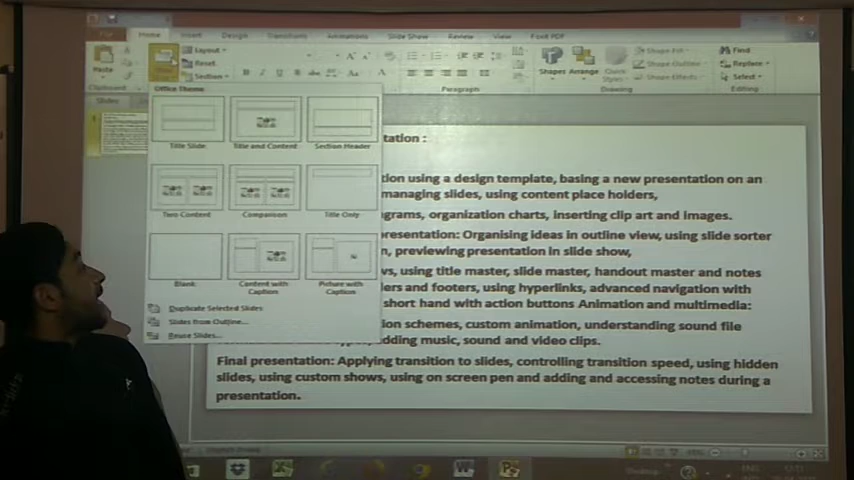 Home Insert Design Transitions Animations Slide Show Review View Foxit PDF
Layout
Reset
Section
Paste
Clipboard
Shapes Arrange Quick Styles
Shape Fill
Shape Outline
Shape Effects
Find
Replace
Select
Paragraph Drawing Editing
Slides
Office Theme
Title Slide Title and Content Section Header
Two Content Comparison Title Only
Blank Content with Caption Picture with Caption
Duplicate Selected Slides
Slides from Outline...
Reuse Slides...
tation :
tion using a design template, basing a new presentation on an
managing slides, using content place holders,
grams, organization charts, inserting clip art and images.
resentation: Organising ideas in outline view, using slide sorter
n, previewing presentation in slide show,
vs, using title master, slide master, handout master and notes
ders and footers, using hyperlinks, advanced navigation with
short hand with action buttons Animation and multimedia:
ion schemes, custom animation, understanding sound file
adding music, sound and video clips.
Final presentation: Applying transition to slides, controlling transition speed, using hidden
slides, using custom shows, using on screen pen and adding and accessing notes during a
presentation.
Desktop